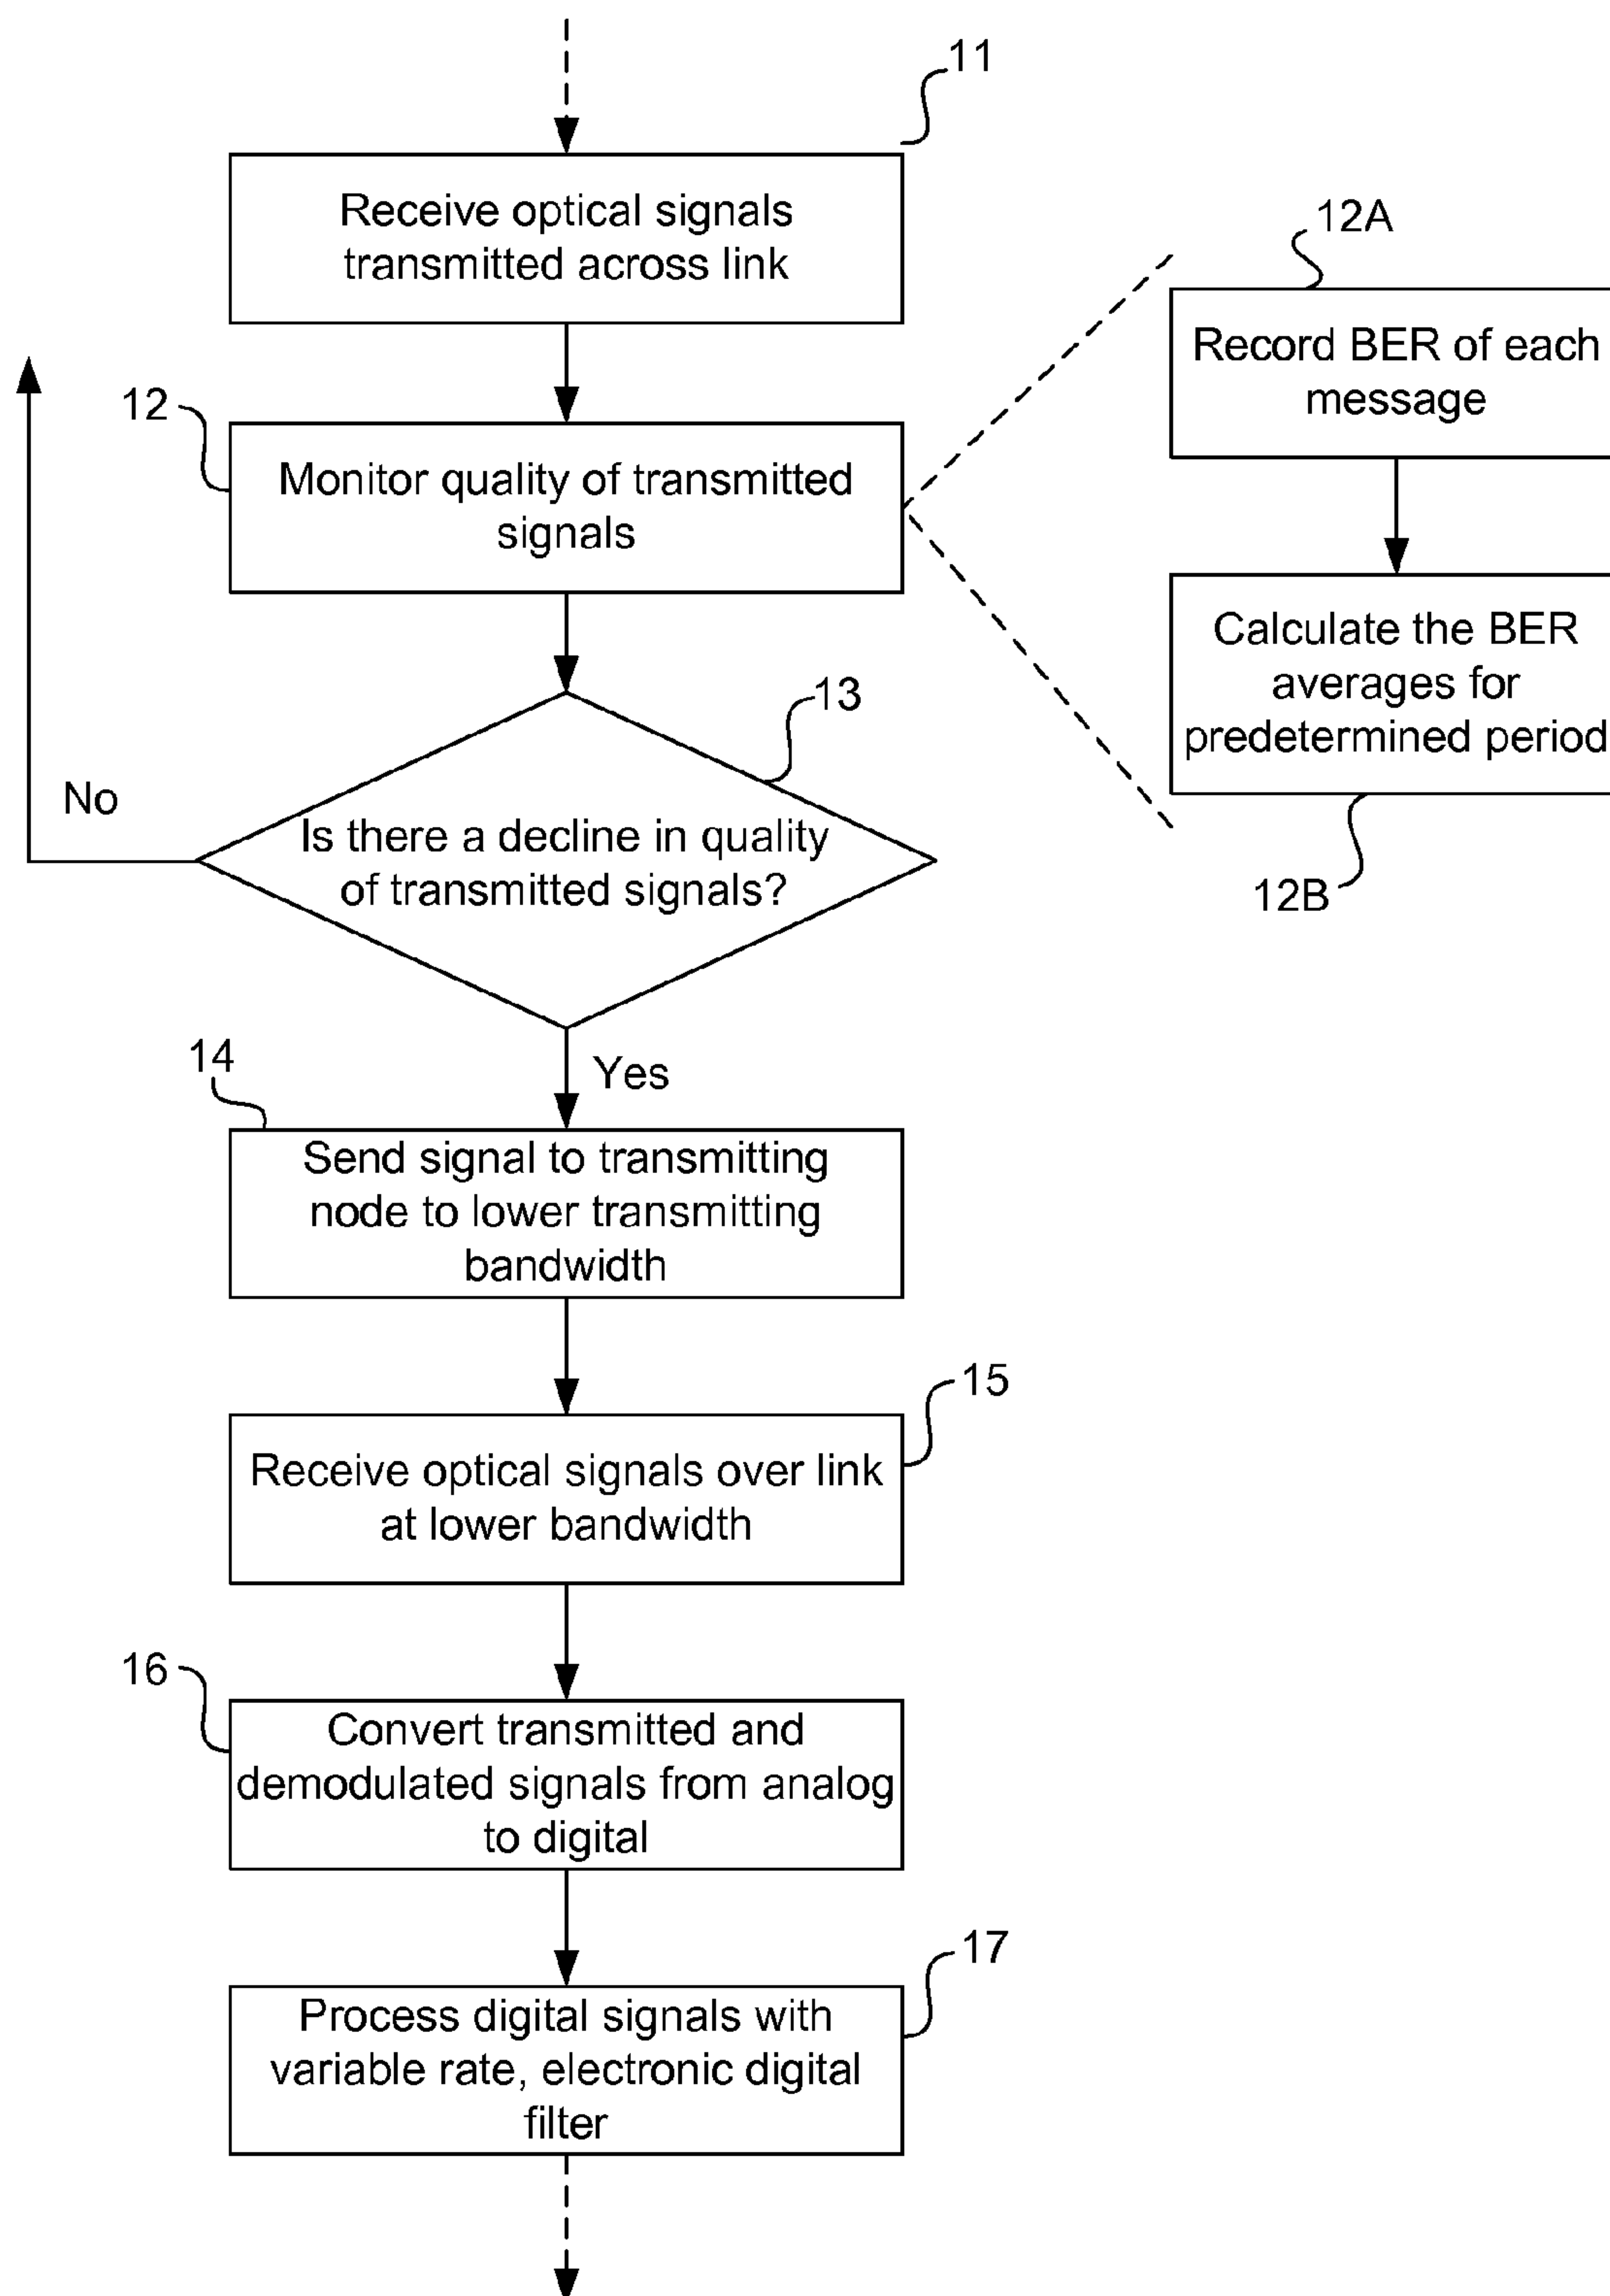 11
Receive optical signals
transmitted across link
12
Monitor quality of transmitted
signals
12A
Record BER of each
message
Calculate the BER
averages for
predetermined period
12B
13
Is there a decline in quality
of transmitted signals?
No
Yes
14
Send signal to transmitting
node to lower transmitting
bandwidth
15
Receive optical signals over link
at lower bandwidth
16
Convert transmitted and
demodulated signals from analog
to digital
17
Process digital signals with
variable rate, electronic digital
filter